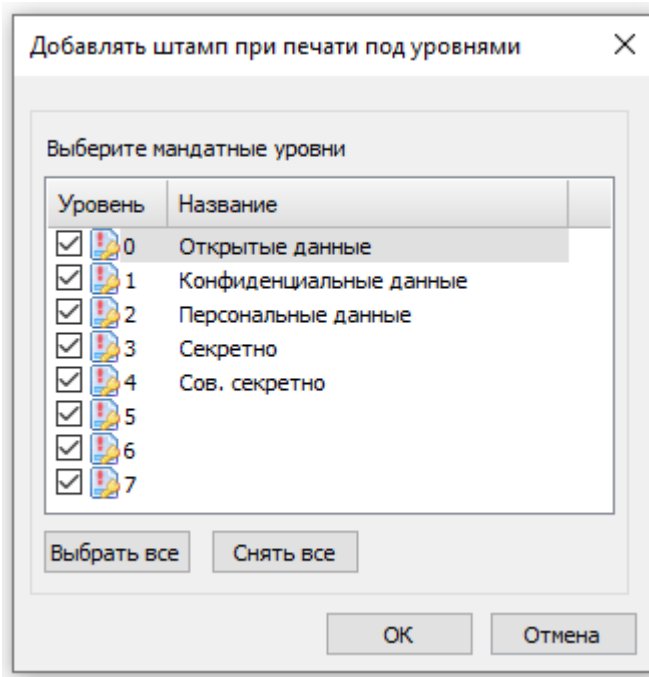 Добавлять штамп при печати под уровнями
Выберите мандатные уровни
Уровень Название
0 Открытые данные
1 Конфиденциальные данные
2 Персональные данные
3 Секретно
4 Сов. секретно
5
6
7
Выбрать все Снять все
ОК Отмена